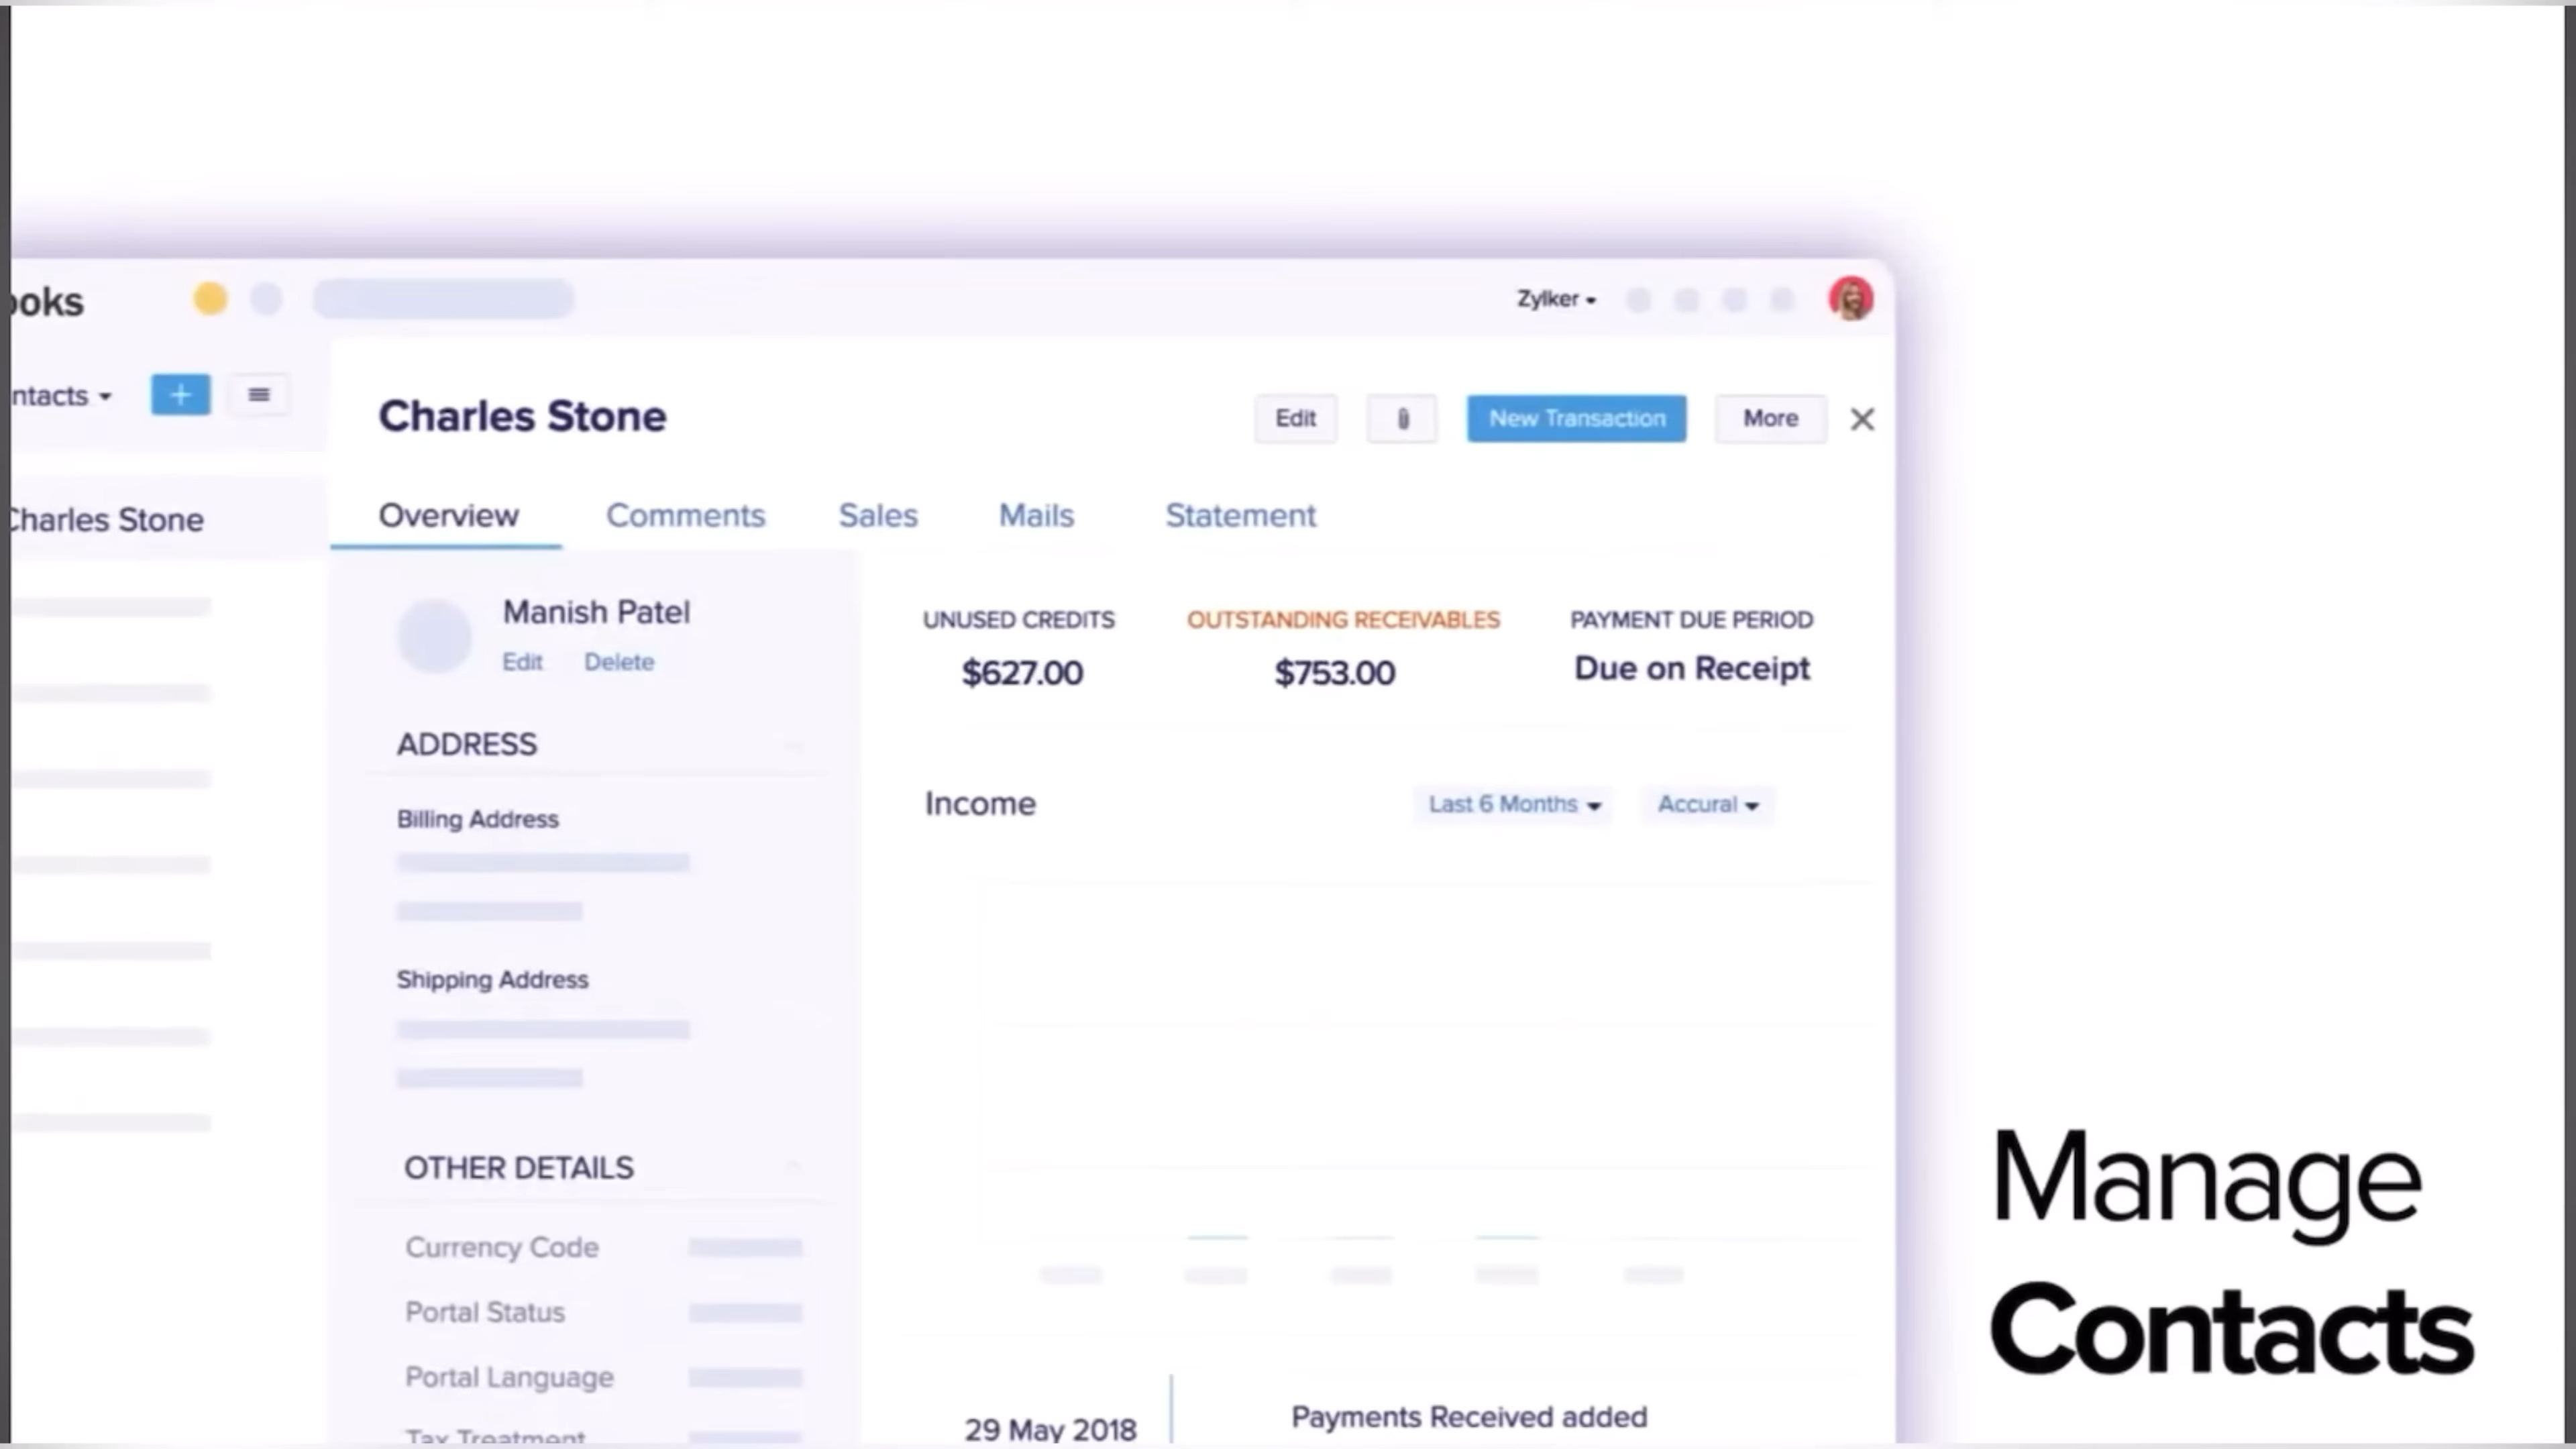 ooks
Zylker
ntacts
Charles Stone
Edit
New Transaction
More
Charles Stone
Overview
Comments
Sales
Mails
Statement
Manish Patel
Edit
Delete
UNUSED CREDITS
$627.00
OUTSTANDING RECEIVABLES
$753.00
PAYMENT DUE PERIOD
Due on Receipt
ADDRESS
Billing Address
Shipping Address
Income
Last 6 Months
Accural
OTHER DETAILS
Currency Code
Portal Status
Portal Language
Tax Treatment
29 May 2018
Payments Received added
Manage
Contacts